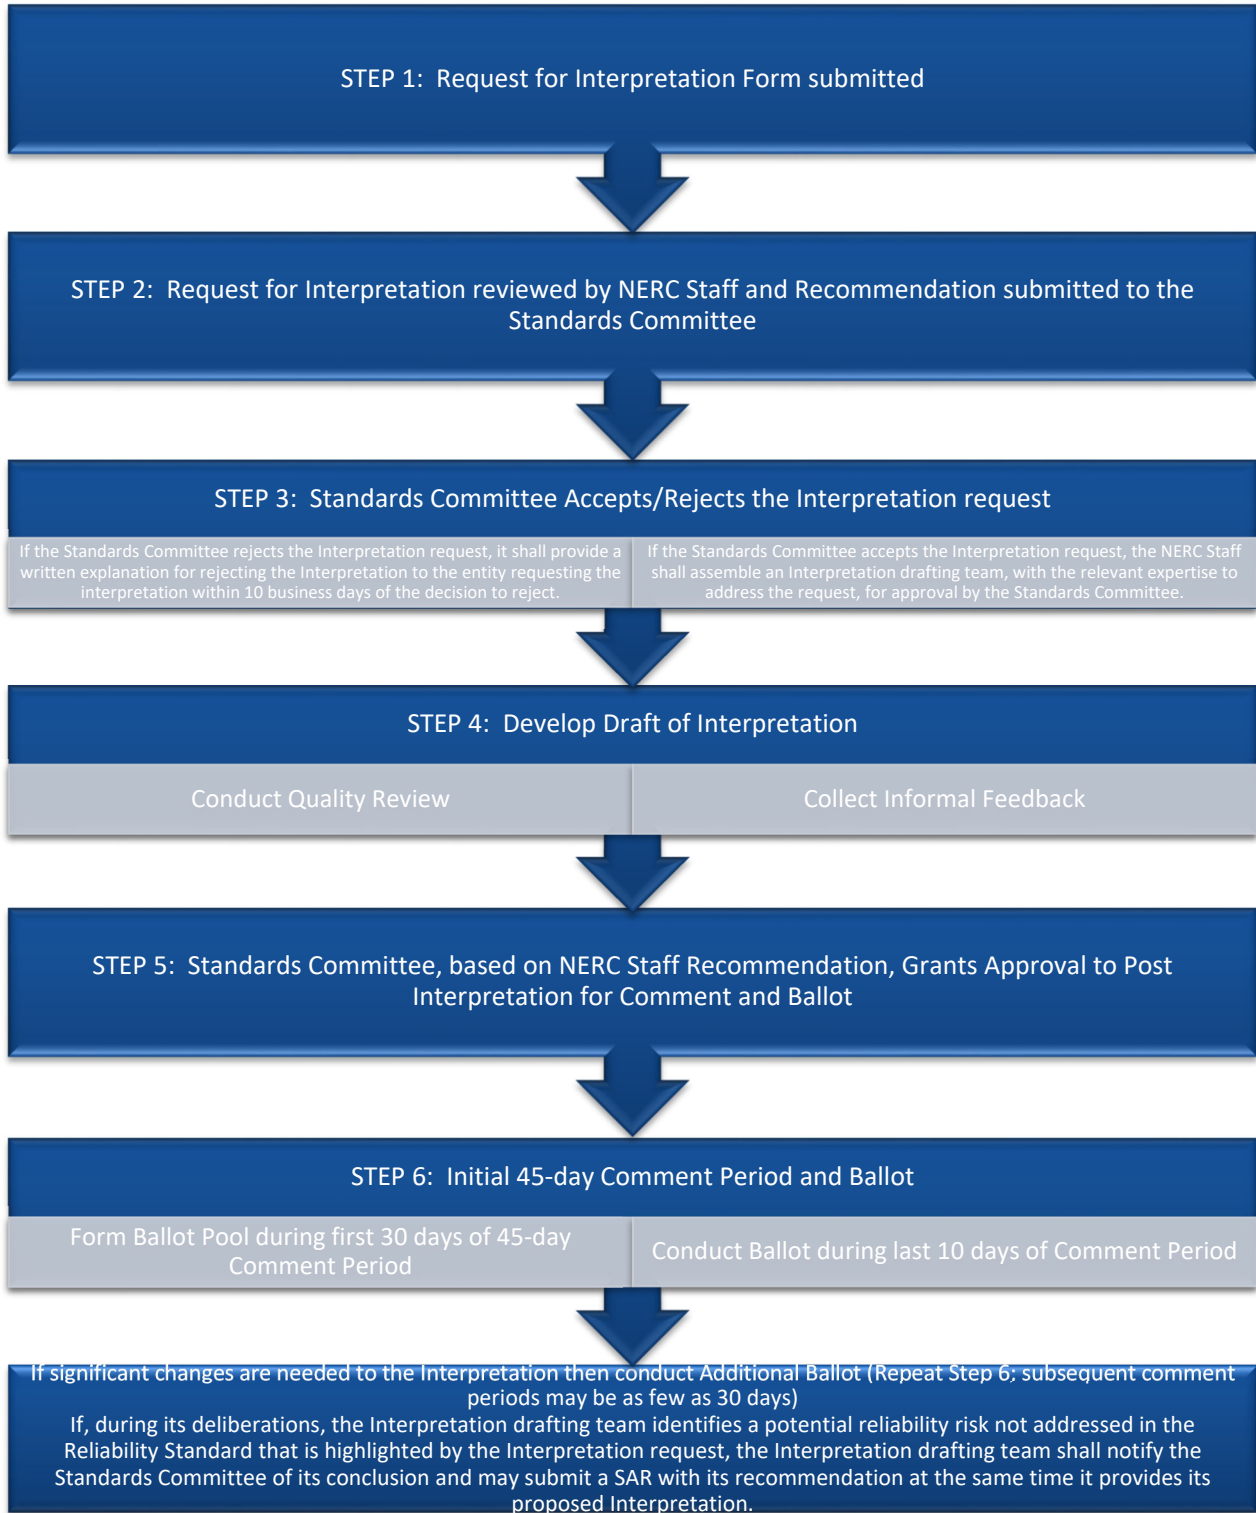 STEP 1:  Request for Interpretation Form submitted
STEP 2:  Request for Interpretation reviewed by NERC Staff and Recommendation submitted to the
Standards Committee
STEP 3:  Standards Committee Accepts/Rejects the Interpretation request
If the Standards Committee rejects the Interpretation request, it shall provide a
written explanation for rejecting the Interpretation to the entity requesting the
interpretation within 10 business days of the decision to reject.
If the Standards Committee accepts the Interpretation request, the NERC Staff
shall assemble an Interpretation drafting team, with the relevant expertise to
address the request, for approval by the Standards Committee.
STEP 4:  Develop Draft of Interpretation
Conduct Quality Review
Collect Informal Feedback
STEP 5:  Standards Committee, based on NERC Staff Recommendation, Grants Approval to Post
Interpretation for Comment and Ballot
STEP 6:  Initial 45-day Comment Period and Ballot
Form Ballot Pool during first 30 days of 45-day
Comment Period
Conduct Ballot during last 10 days of Comment Period
If significant changes are needed to the Interpretation then conduct Additional Ballot (Repeat Step 6; subsequent comment
periods may be as few as 30 days)
If, during its deliberations, the Interpretation drafting team identifies a potential reliability risk not addressed in the
Reliability Standard that is highlighted by the Interpretation request, the Interpretation drafting team shall notify the
Standards Committee of its conclusion and may submit a SAR with its recommendation at the same time it provides its
proposed Interpretation.